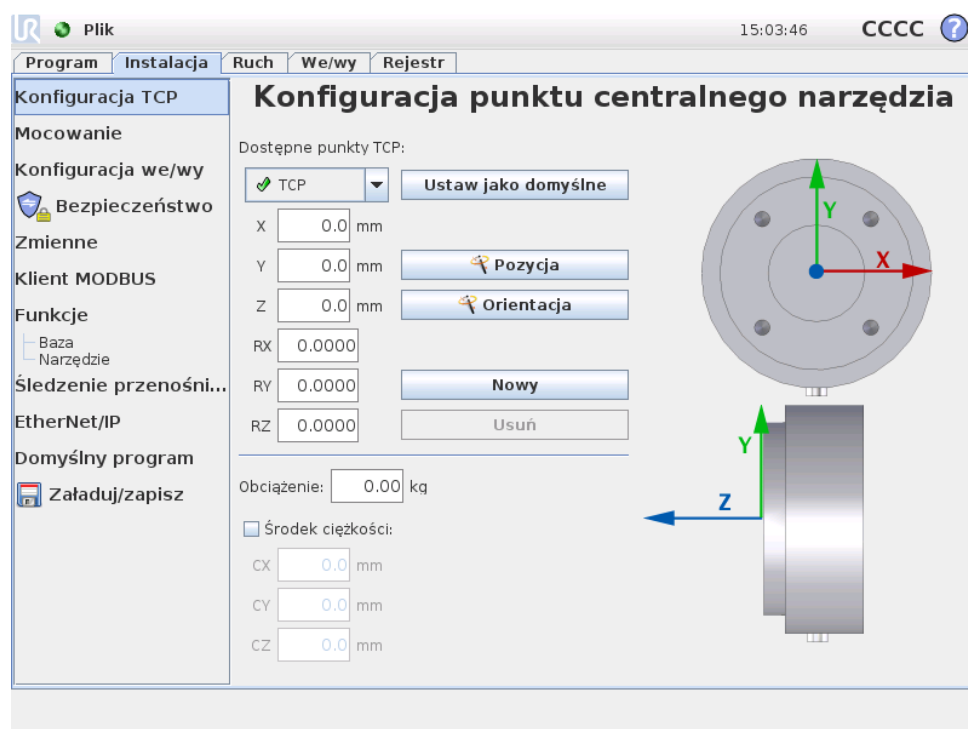 UR Plik 15:03:46 CCCC ?
Program Instalacja Ruch We/wy Rejestr
Konfiguracja TCP
Mocowanie
Konfiguracja we/wy
Bezpieczeństwo
Zmienne
Klient MODBUS
Funkcje
Baza
Narzędzie
Śledzenie przenośni...
EtherNet/IP
Domyślny program
Załaduj/zapisz
Konfiguracja punktu centralnego narzędzia
Dostępne punkty TCP:
TCP Ustaw jako domyślne
X 0.0 mm
Y 0.0 mm Pozycja
Z 0.0 mm Orientacja
RX 0.0000
RY 0.0000 Nowy
RZ 0.0000 Usuń
Obciążenie: 0.00 kg
Środek ciężkości:
CX 0.0 mm
CY 0.0 mm
CZ 0.0 mm
Y
X
Y
Z